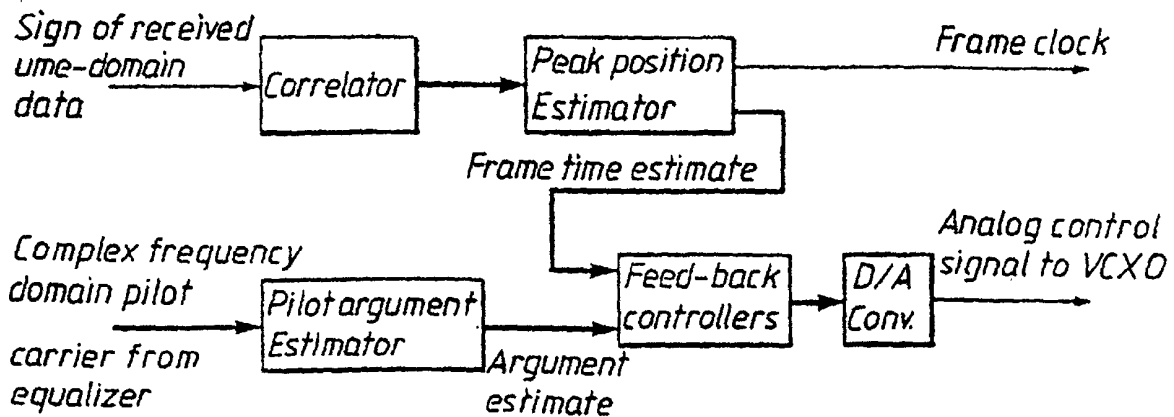 Sign of received
ume-domain
data
Correlator
Peak position
Estimator
Frame clock
Frame time estimate
Complex frequency
domain pilot
carrier from
equalizer
Pilot argument
Estimator
Argument
estimate
Feed-back
controllers
D/A
Conv.
Analog control
signal to VCXO